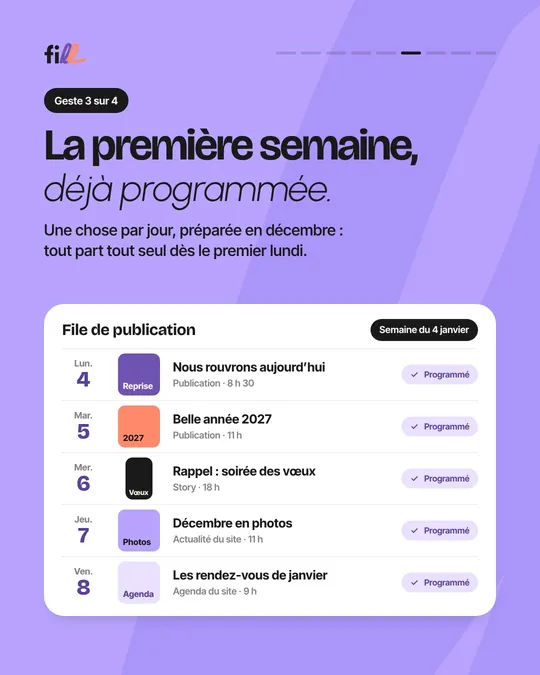 fill
Geste 3 sur 4
La première semaine,
déjà programmée.
Une chose par jour, préparée en décembre :
tout part tout seul dès le premier lundi.
File de publication
Semaine du 4 janvier
Lun.
4
Reprise
Nous rouvrons aujourd’hui
Publication · 8 h 30
Programmé
Mar.
5
2027
Belle année 2027
Publication · 11 h
Programmé
Mer.
6
Vœux
Rappel : soirée des vœux
Story · 18 h
Programmé
Jeu.
7
Photos
Décembre en photos
Actualité du site · 11 h
Programmé
Ven.
8
Agenda
Les rendez-vous de janvier
Agenda du site · 9 h
Programmé